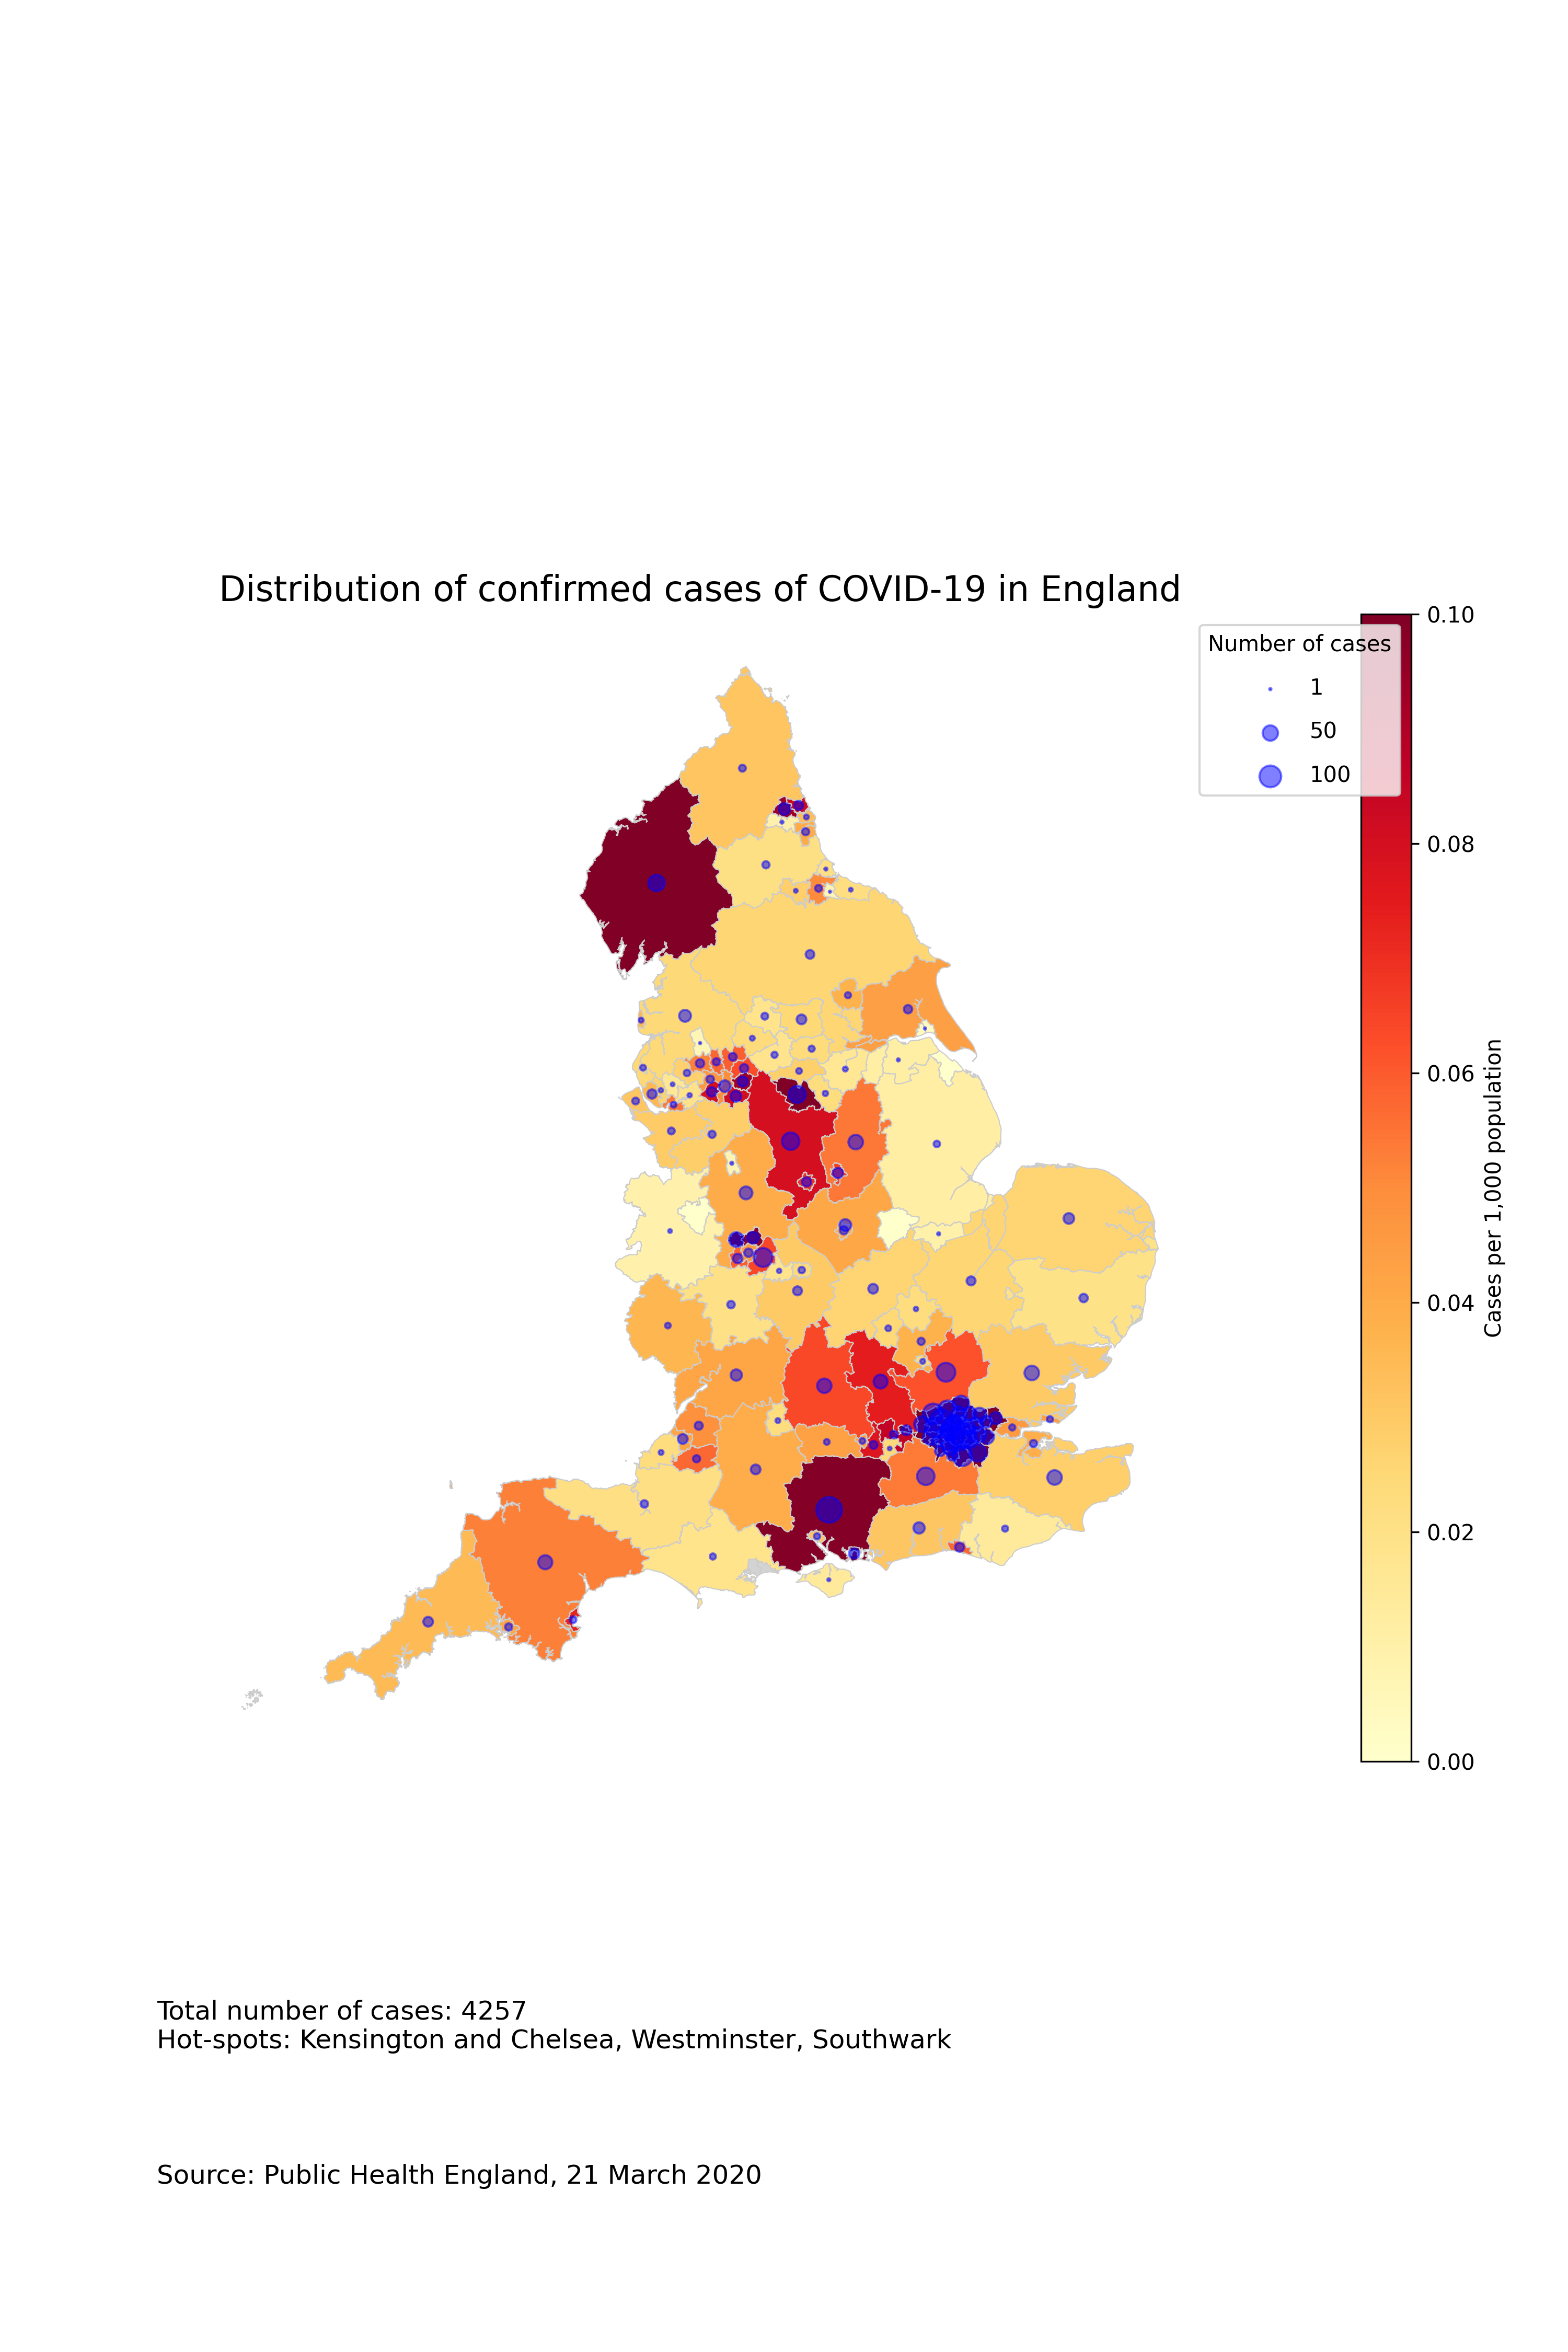 Distribution of confirmed cases of COVID-19 in England
Number of cases
1
50
100
0.10
0.08
0.06
0.04
0.02
0.00
Cases per 1,000 population
Total number of cases: 4257
Hot-spots: Kensington and Chelsea, Westminster, Southwark
Source: Public Health England, 21 March 2020